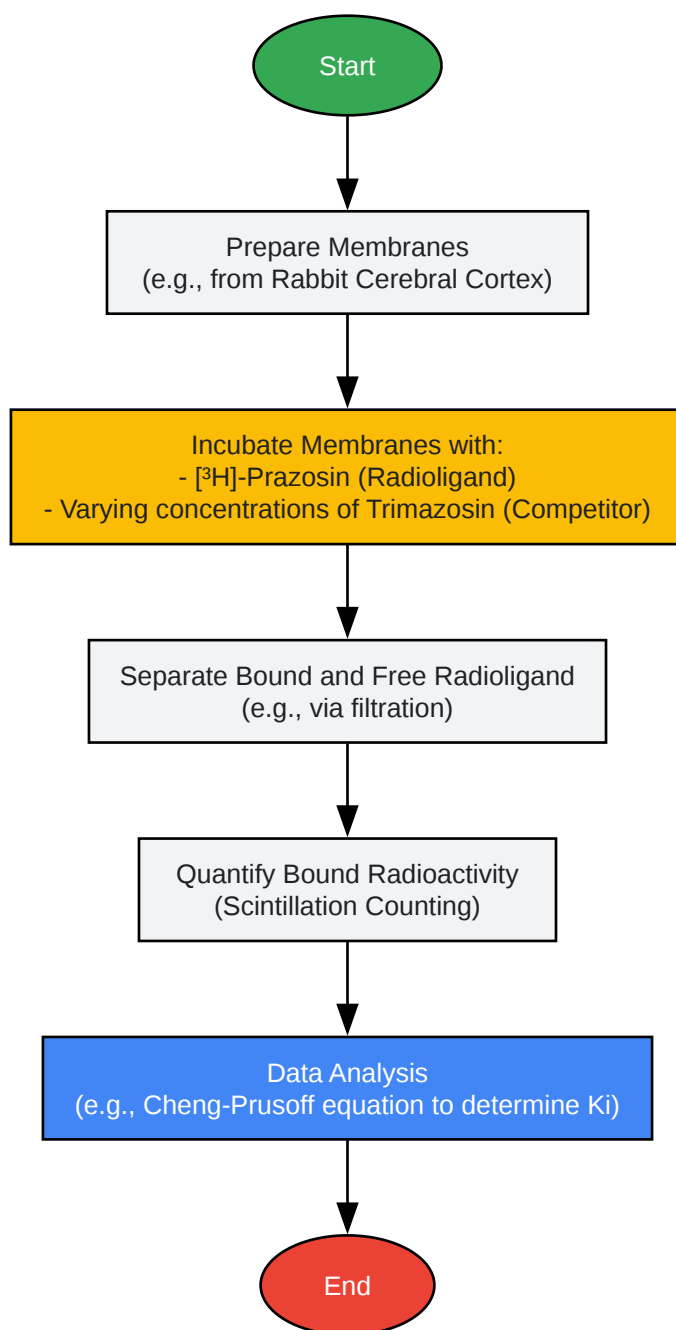 Start
Prepare Membranes
(e.g., from Rabbit Cerebral Cortex)
Incubate Membranes with:
- [³H]-Prazosin (Radioligand)
- Varying concentrations of Trimazosin (Competitor)
Separate Bound and Free Radioligand
(e.g., via filtration)
Quantify Bound Radioactivity
(Scintillation Counting)
Data Analysis
(e.g., Cheng-Prusoff equation to determine Ki)
End